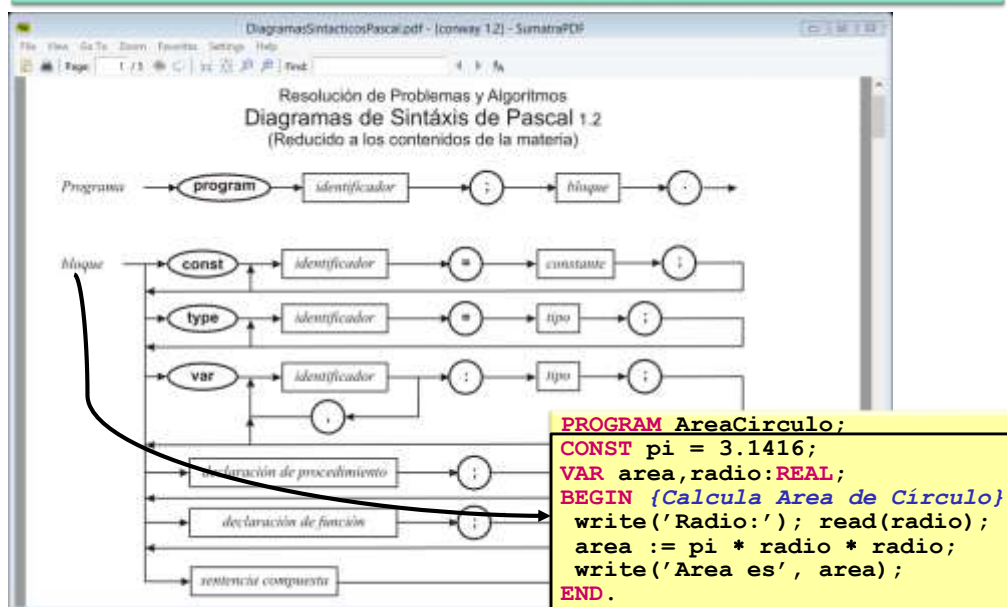 DiagramasSintacticosPascal.pdf - [conway 1.2] - SumatraPDF
File View Go To Zoom Favorites Settings Help
Page: 1 / 5 Find:
Resolución de Problemas y Algoritmos
Diagramas de Sintáxis de Pascal 1.2
(Reducido a los contenidos de la materia)
Programa program identificador ; bloque .
bloque const identificador = constante ;
type identificador = tipo ;
var identificador : tipo ;
,
declaración de procedimiento ;
declaración de función ;
sentencia compuesta
PROGRAM AreaCirculo;
CONST pi = 3.1416;
VAR area,radio:REAL;
BEGIN {Calcula Area de Círculo}
write('Radio:'); read(radio);
area := pi * radio * radio;
write('Area es', area);
END.